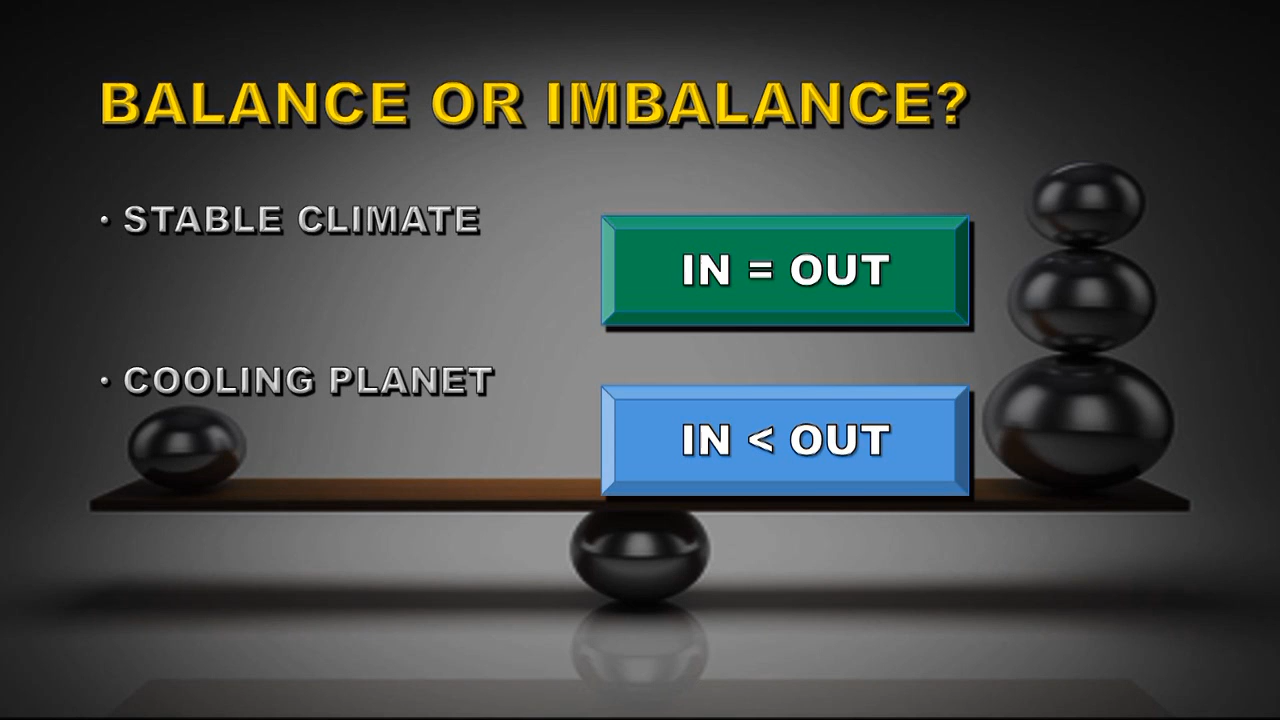 BALANCE OR IMBALANCE?
• STABLE CLIMATE
IN = OUT
• COOLING PLANET
IN < OUT